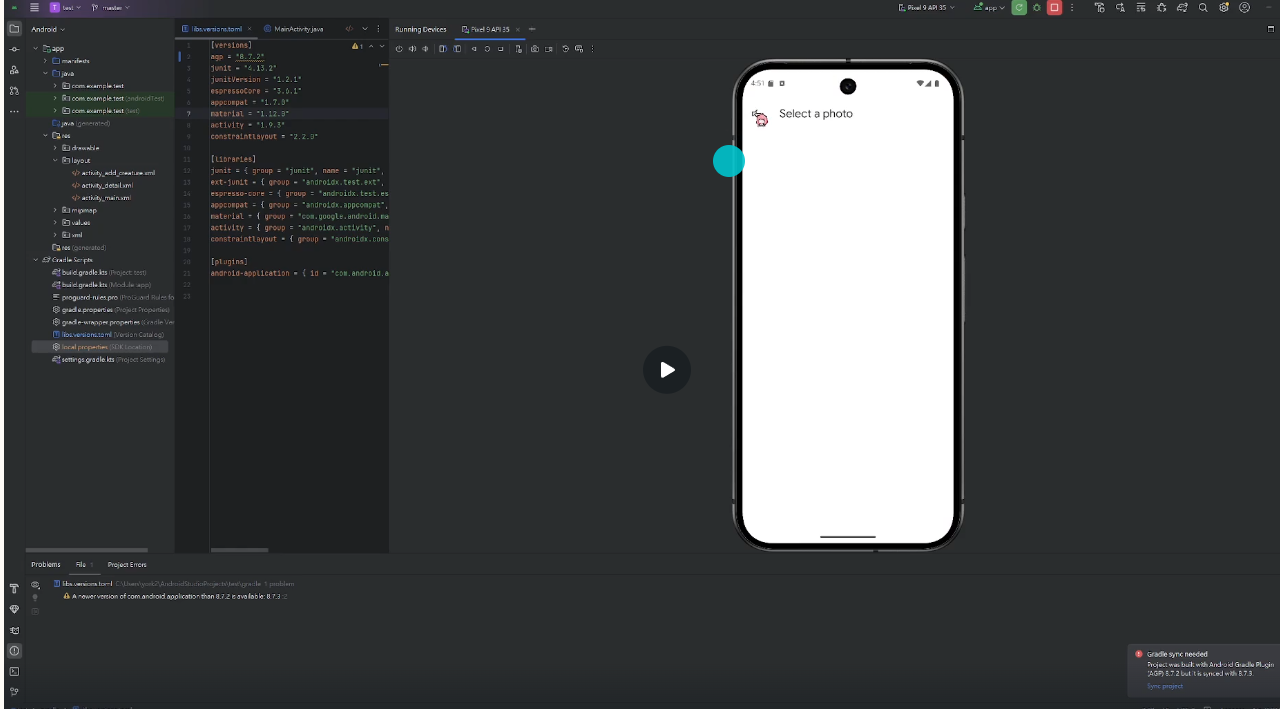 T test
master
Pixel 9 API 35
app
Android
libs.versions.toml
MainActivity.java
Running Devices
Pixel 9 API 35
app
manifests
java
com.example.test
com.example.test (androidTest)
com.example.test (test)
java (generated)
res
drawable
layout
activity_add_creature.xml
activity_detail.xml
activity_main.xml
mipmap
values
xml
res (generated)
Gradle Scripts
build.gradle.kts (Project: test)
build.gradle.kts (Module :app)
proguard-rules.pro (ProGuard Rules fo
gradle.properties (Project Properties)
gradle-wrapper.properties (Gradle Ver
libs.versions.toml (Version Catalog)
local.properties (SDK Location)
settings.gradle.kts (Project Settings)
1 [versions]
2 agp = "8.7.2"
3 junit = "4.13.2"
4 junitVersion = "1.2.1"
5 espressoCore = "3.6.1"
6 appcompat = "1.7.0"
7 material = "1.12.0"
8 activity = "1.9.3"
9 constraintlayout = "2.2.0"
10
11 [libraries]
12 junit = { group = "junit", name = "junit",
13 ext-junit = { group = "androidx.test.ext",
14 espresso-core = { group = "androidx.test.es
15 appcompat = { group = "androidx.appcompat",
16 material = { group = "com.google.android.ma
17 activity = { group = "androidx.activity", n
18 constraintlayout = { group = "androidx.cons
19
20 [plugins]
21 android-application = { id = "com.android.a
22
23
1
4:51
Select a photo
Problems
File 1
Project Errors
libs.versions.toml C:\Users\yorik2\AndroidStudioProjects\test\gradle 1 problem
A newer version of com.android.application than 8.7.2 is available: 8.7.3 :2
Gradle sync needed
Project was built with Android Gradle Plugin
(AGP) 8.7.2 but it is synced with 8.7.3.
Sync project